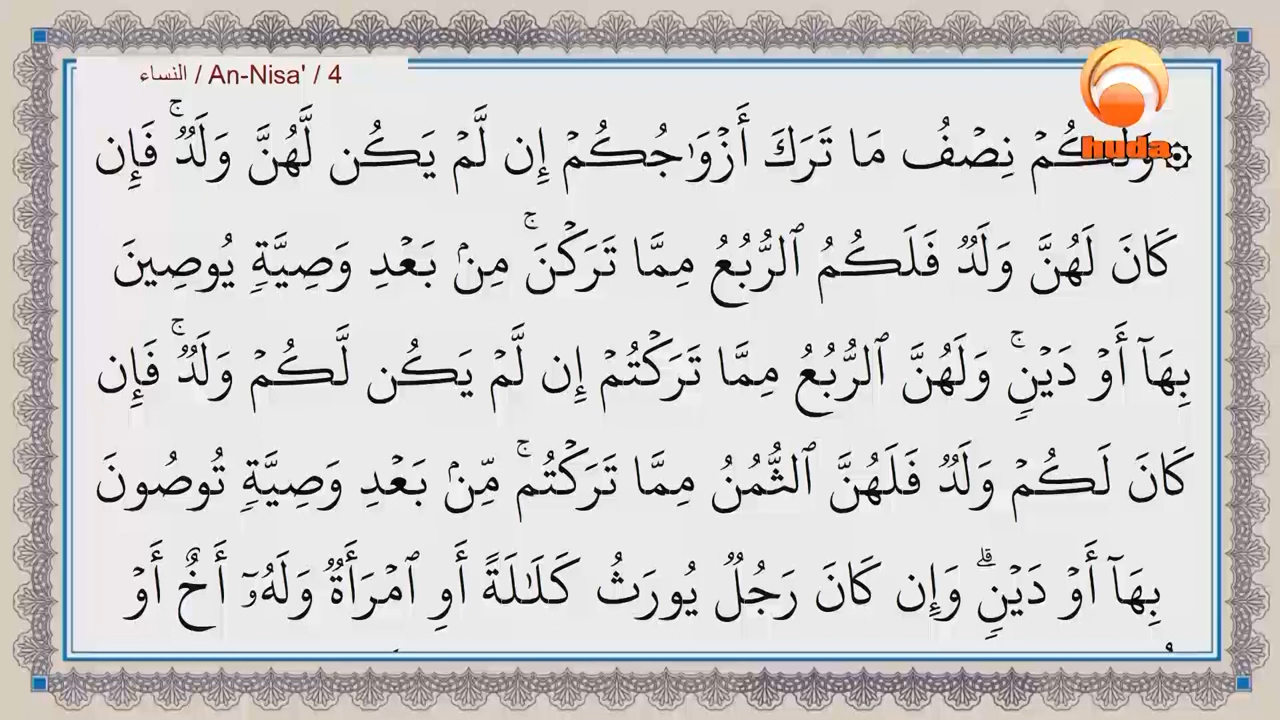 النساء / An-Nisa' / 4
huda
۞ وَلَكُمۡ نِصۡفُ مَا تَرَكَ أَزۡوَٰجُكُمۡ إِن لَّمۡ يَكُن لَّهُنَّ وَلَدٞۚ فَإِن
كَانَ لَهُنَّ وَلَدٞ فَلَكُمُ ٱلرُّبُعُ مِمَّا تَرَكۡنَۚ مِنۢ بَعۡدِ وَصِيَّةٖ يُوصِينَ
بِهَآ أَوۡ دَيۡنٖۚ وَلَهُنَّ ٱلرُّبُعُ مِمَّا تَرَكۡتُمۡ إِن لَّمۡ يَكُن لَّكُمۡ وَلَدٞۚ فَإِن
كَانَ لَكُمۡ وَلَدٞ فَلَهُنَّ ٱلثُّمُنُ مِمَّا تَرَكۡتُمۚ مِّنۢ بَعۡدِ وَصِيَّةٖ تُوصُونَ
بِهَآ أَوۡ دَيۡنٖۗ وَإِن كَانَ رَجُلٞ يُورَثُ كَلَٰلَةً أَوِ ٱمۡرَأَةٞ وَلَهُۥٓ أَخٌ أَوۡ